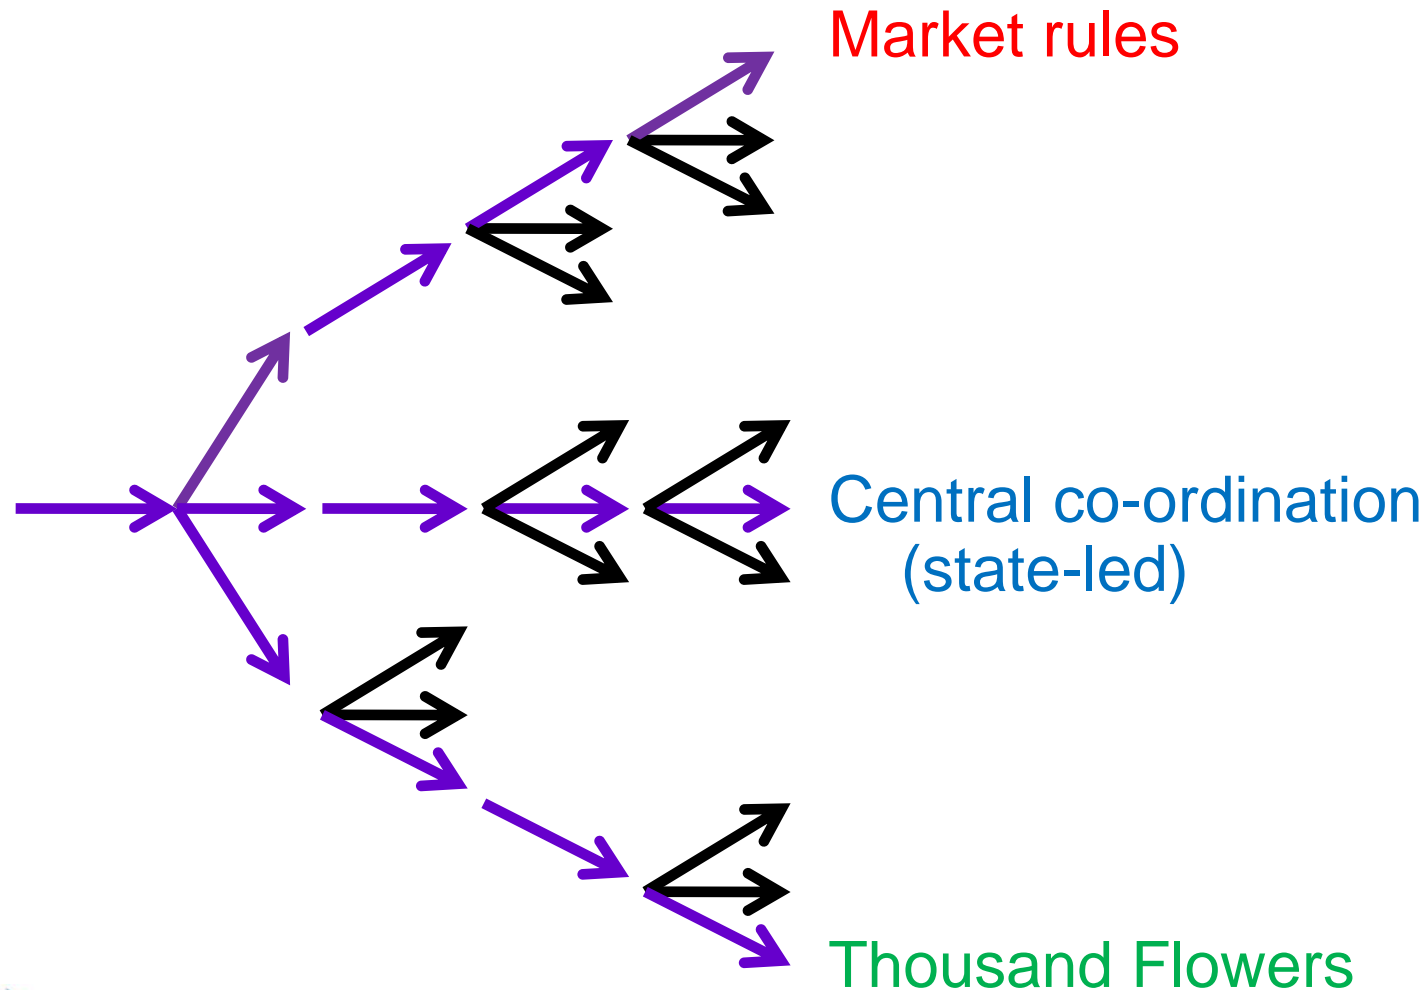 Market rules
Central co-ordination
(state-led)
Thousand Flowers